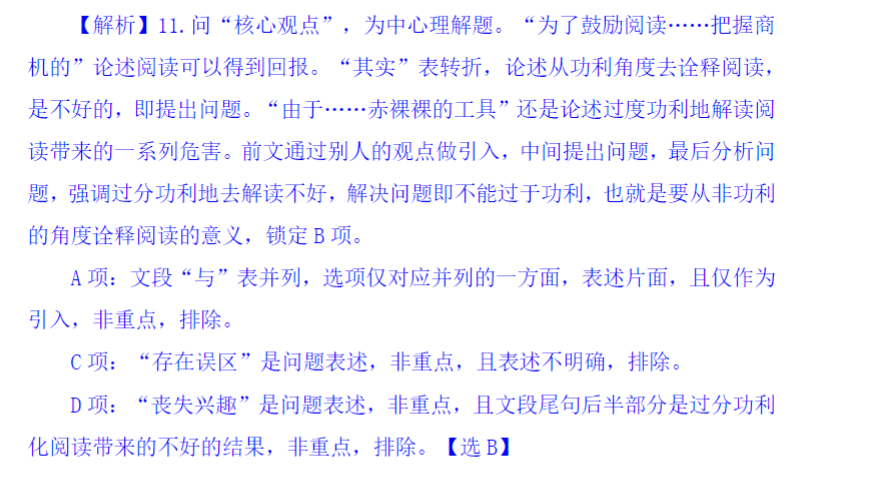 【解析】11.问“核心观点”，为中心理解题。“为了鼓励阅读……把握商
机的”论述阅读可以得到回报。“其实”表转折，论述从功利角度去诠释阅读，
是不好的，即提出问题。“由于……赤裸裸的工具”还是论述过度功利地解读阅
读带来的一系列危害。前文通过别人的观点做引入，中间提出问题，最后分析问
题，强调过分功利地去解读不好，解决问题即不能过于功利，也就是要从非功利
的角度诠释阅读的意义，锁定 B 项。
A 项：文段“与”表并列，选项仅对应并列的一方面，表述片面，且仅作为
引入，非重点，排除。
C 项：“存在误区”是问题表述，非重点，且表述不明确，排除。
D 项：“丧失兴趣”是问题表述，非重点，且文段尾句后半部分是过分功利
化阅读带来的不好的结果，非重点，排除。【选 B】